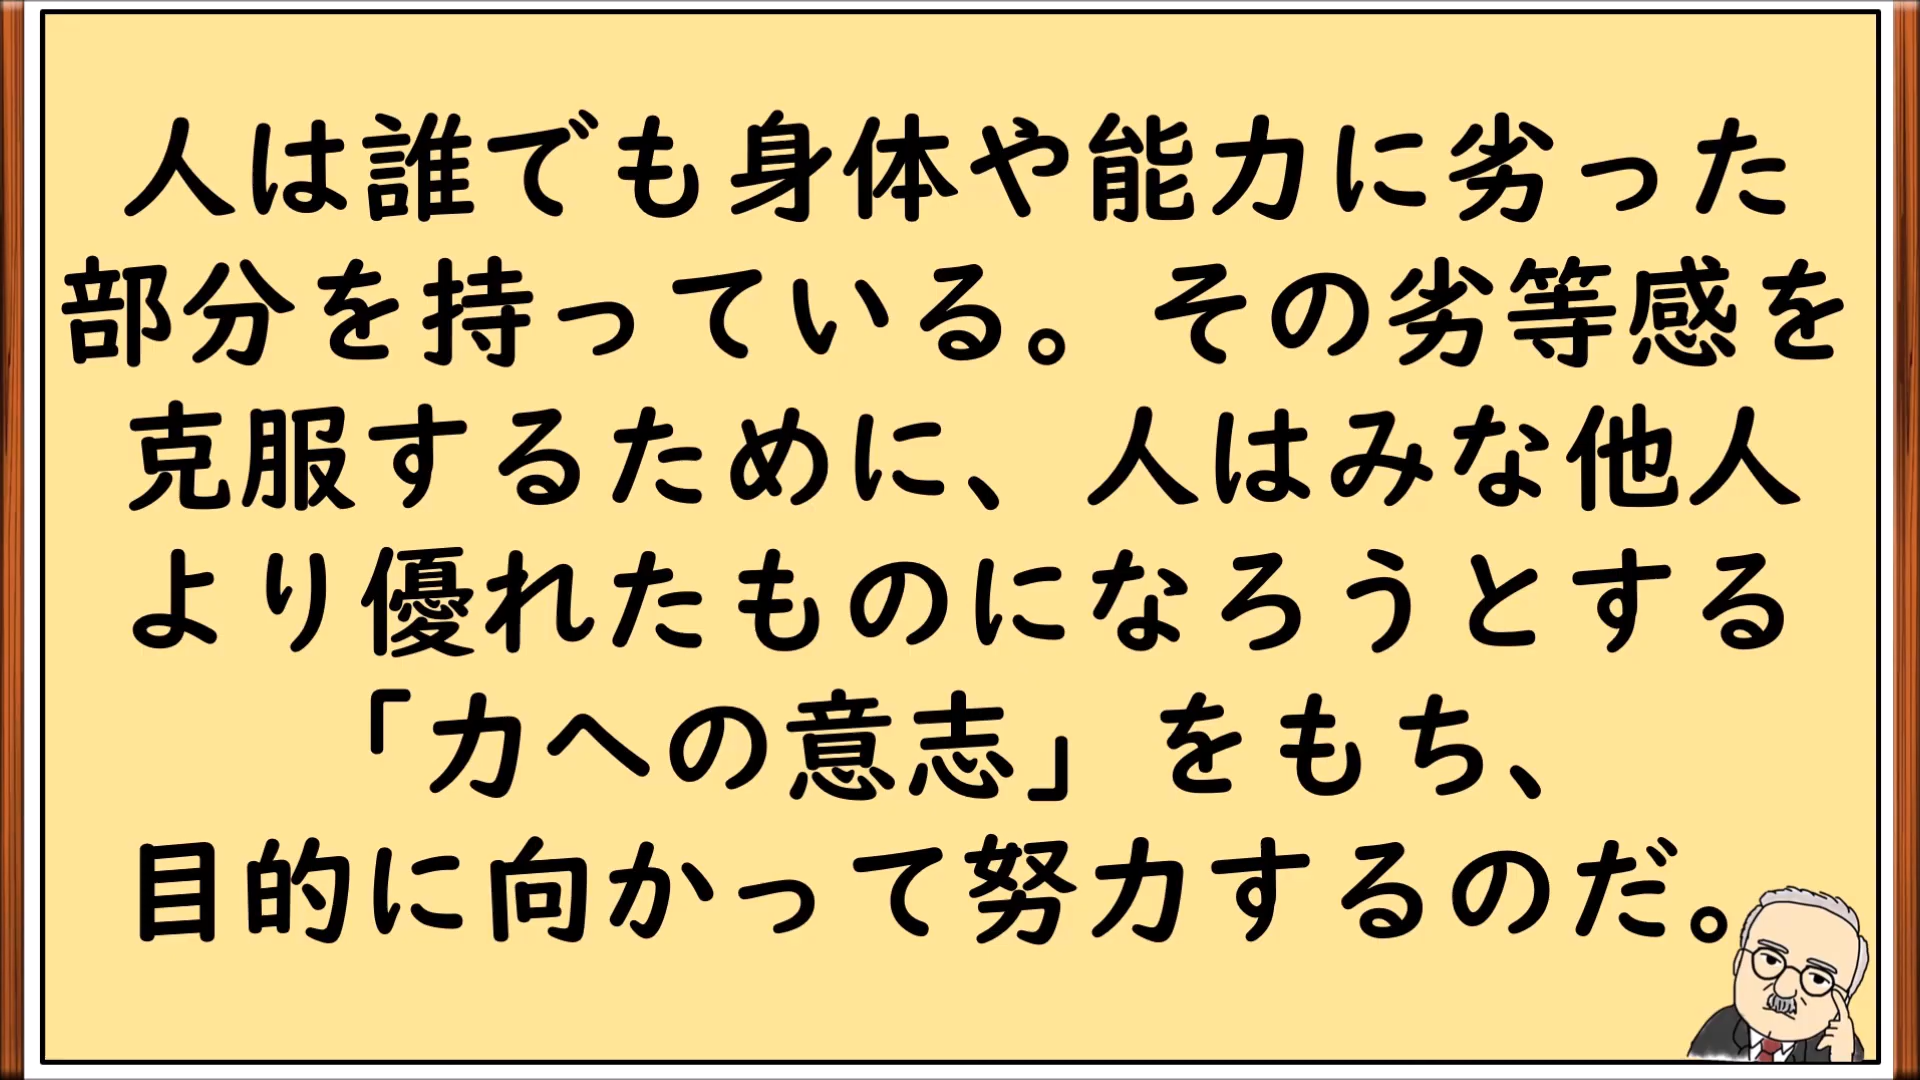 人は誰でも身体や能力に劣った
部分を持っている。その劣等感を
克服するために、人はみな他人
より優れたものになろうとする
「力への意志」をもち、
目的に向かって努力するのだ。